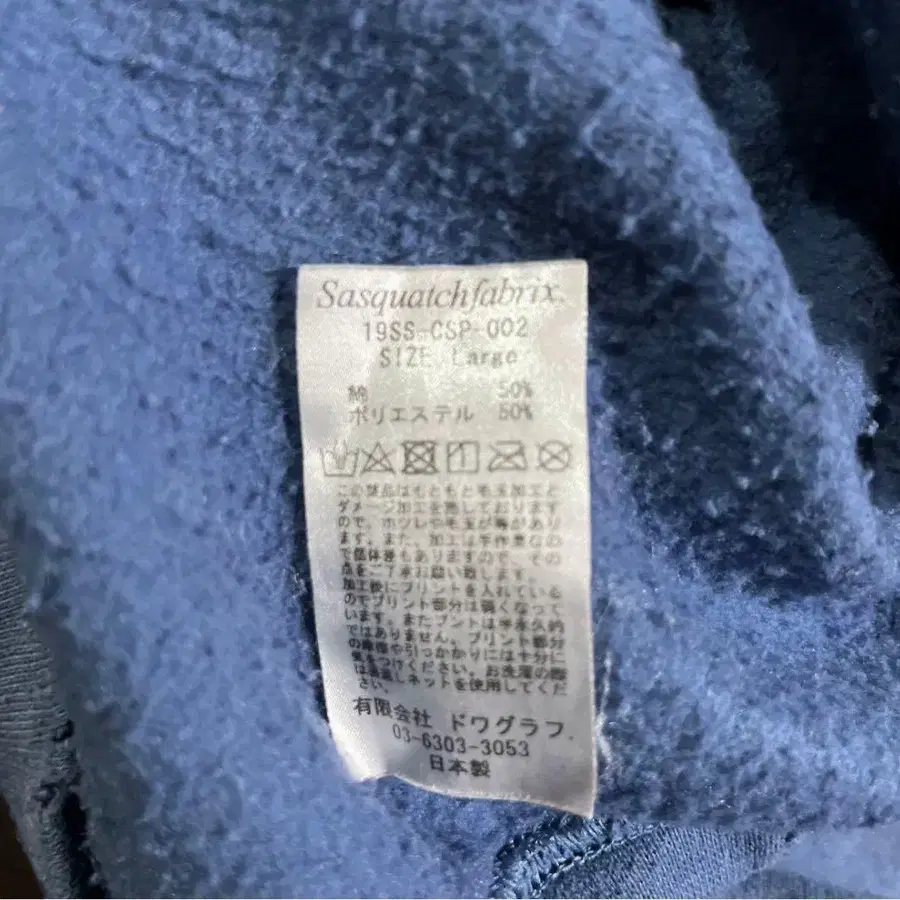 Sasquatchfabrix.
19SS-CSP-002
SIZE Large
綿 50%
ポリエステル 50%
この製品はもともと毛玉加工と
ダメージ加工を施しております
ので、ホツレや毛玉が等があり
ます。また、加工は手作業なの
で個体差もありますので、その
点をご了承お願い致します。
加工後にプリントを入れている
のでプリント部分は弱くなって
います。またプントは半永久的
ではありません。プリント部分
の摩擦や引っかかりには十分に
気をつけください。お洗濯の際
は裏返しネットを使用してくだ
さい。
有限会社 ドワグラフ.
03-6303-3053
日本製